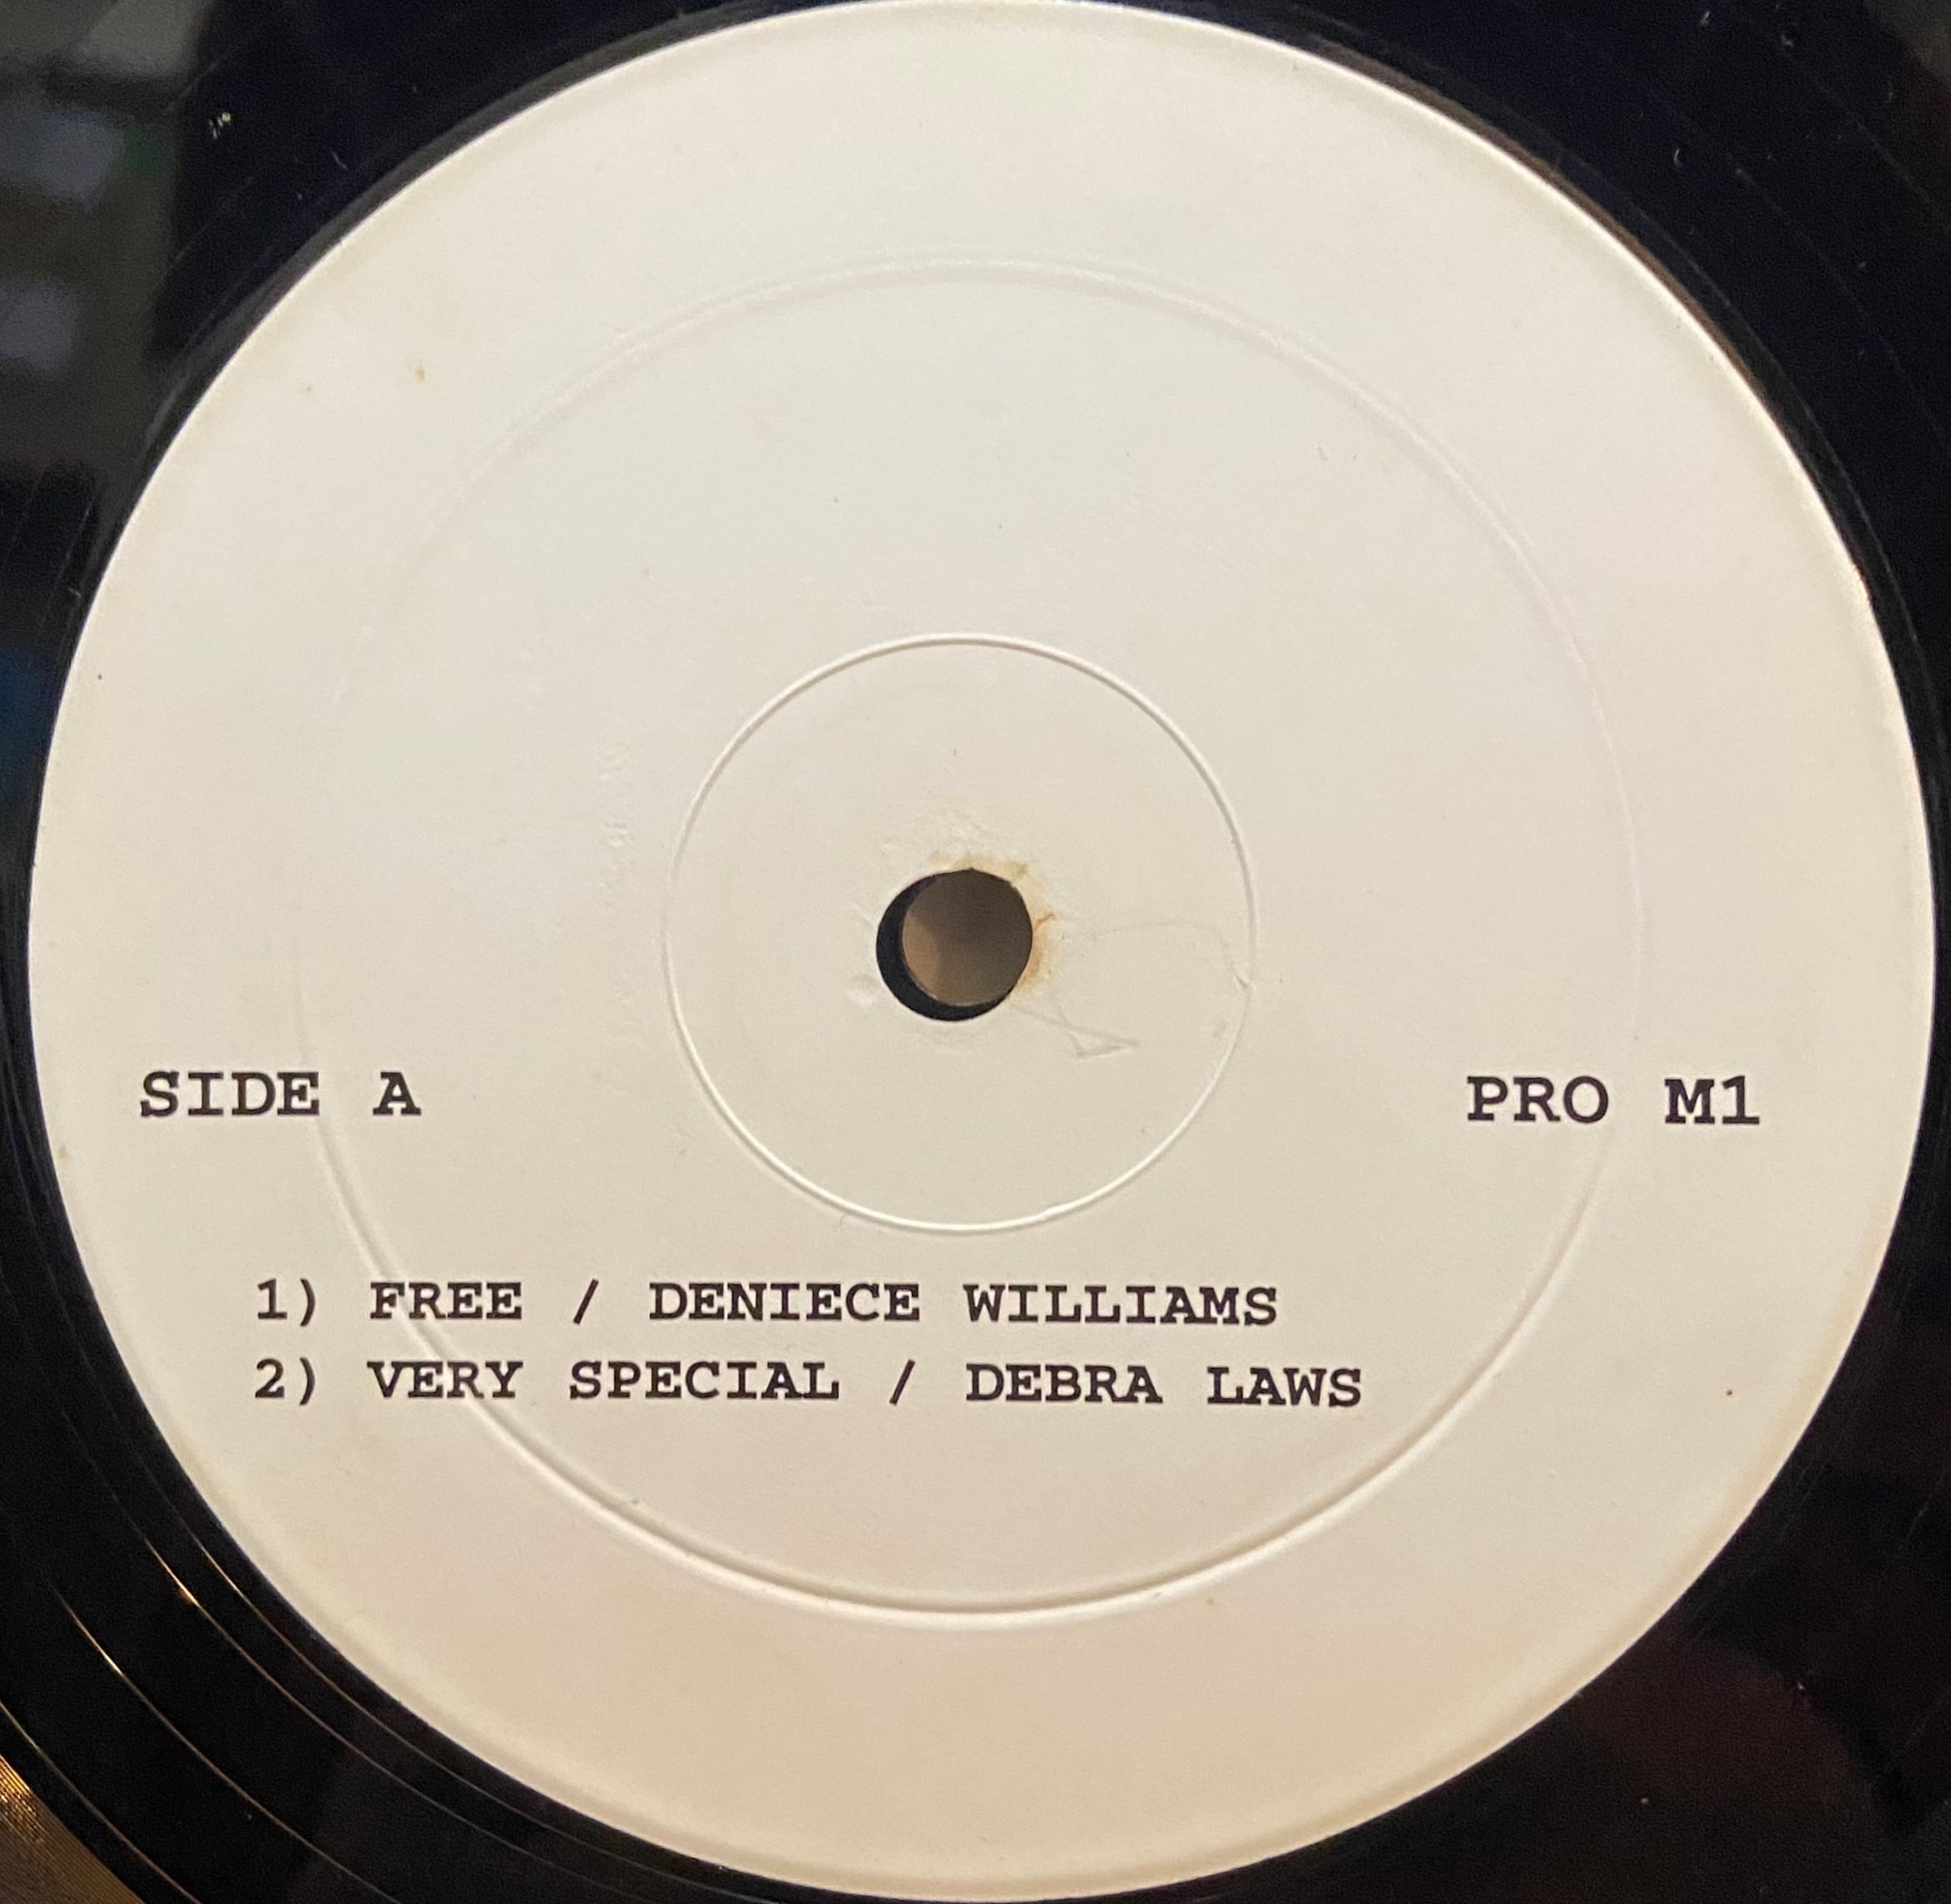 SIDE A PRO M1
1) FREE / DENIECE WILLIAMS
2) VERY SPECIAL / DEBRA LAWS